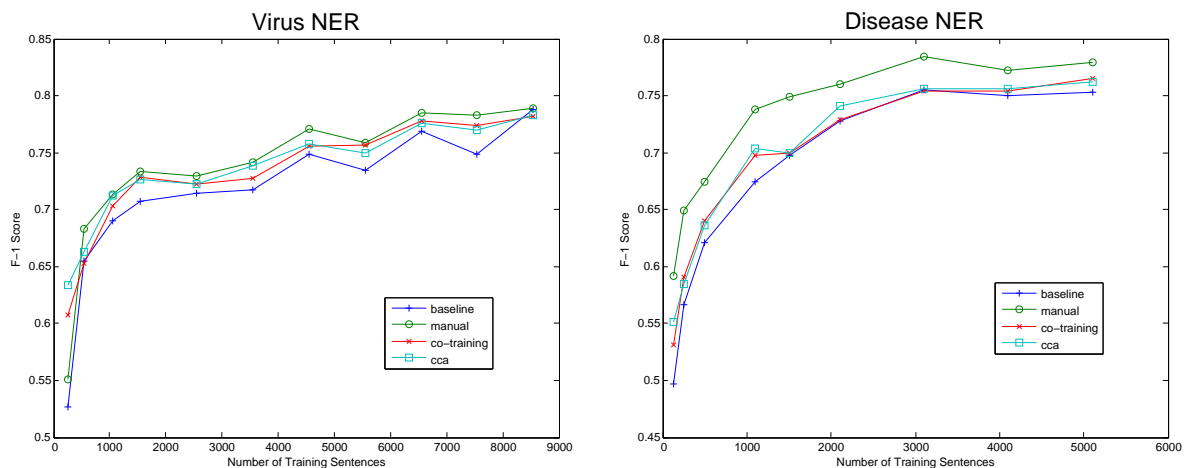 Virus NER
0.85
0.8
0.75
0.7
0.65
0.6
0.55
0.5
F−1 Score
0
1000
2000
3000
4000
5000
6000
7000
8000
9000
Number of Training Sentences
baseline
manual
co−training
cca
Disease NER
0.8
0.75
0.7
0.65
0.6
0.55
0.5
0.45
F−1 Score
0
1000
2000
3000
4000
5000
6000
Number of Training Sentences
baseline
manual
co−training
cca